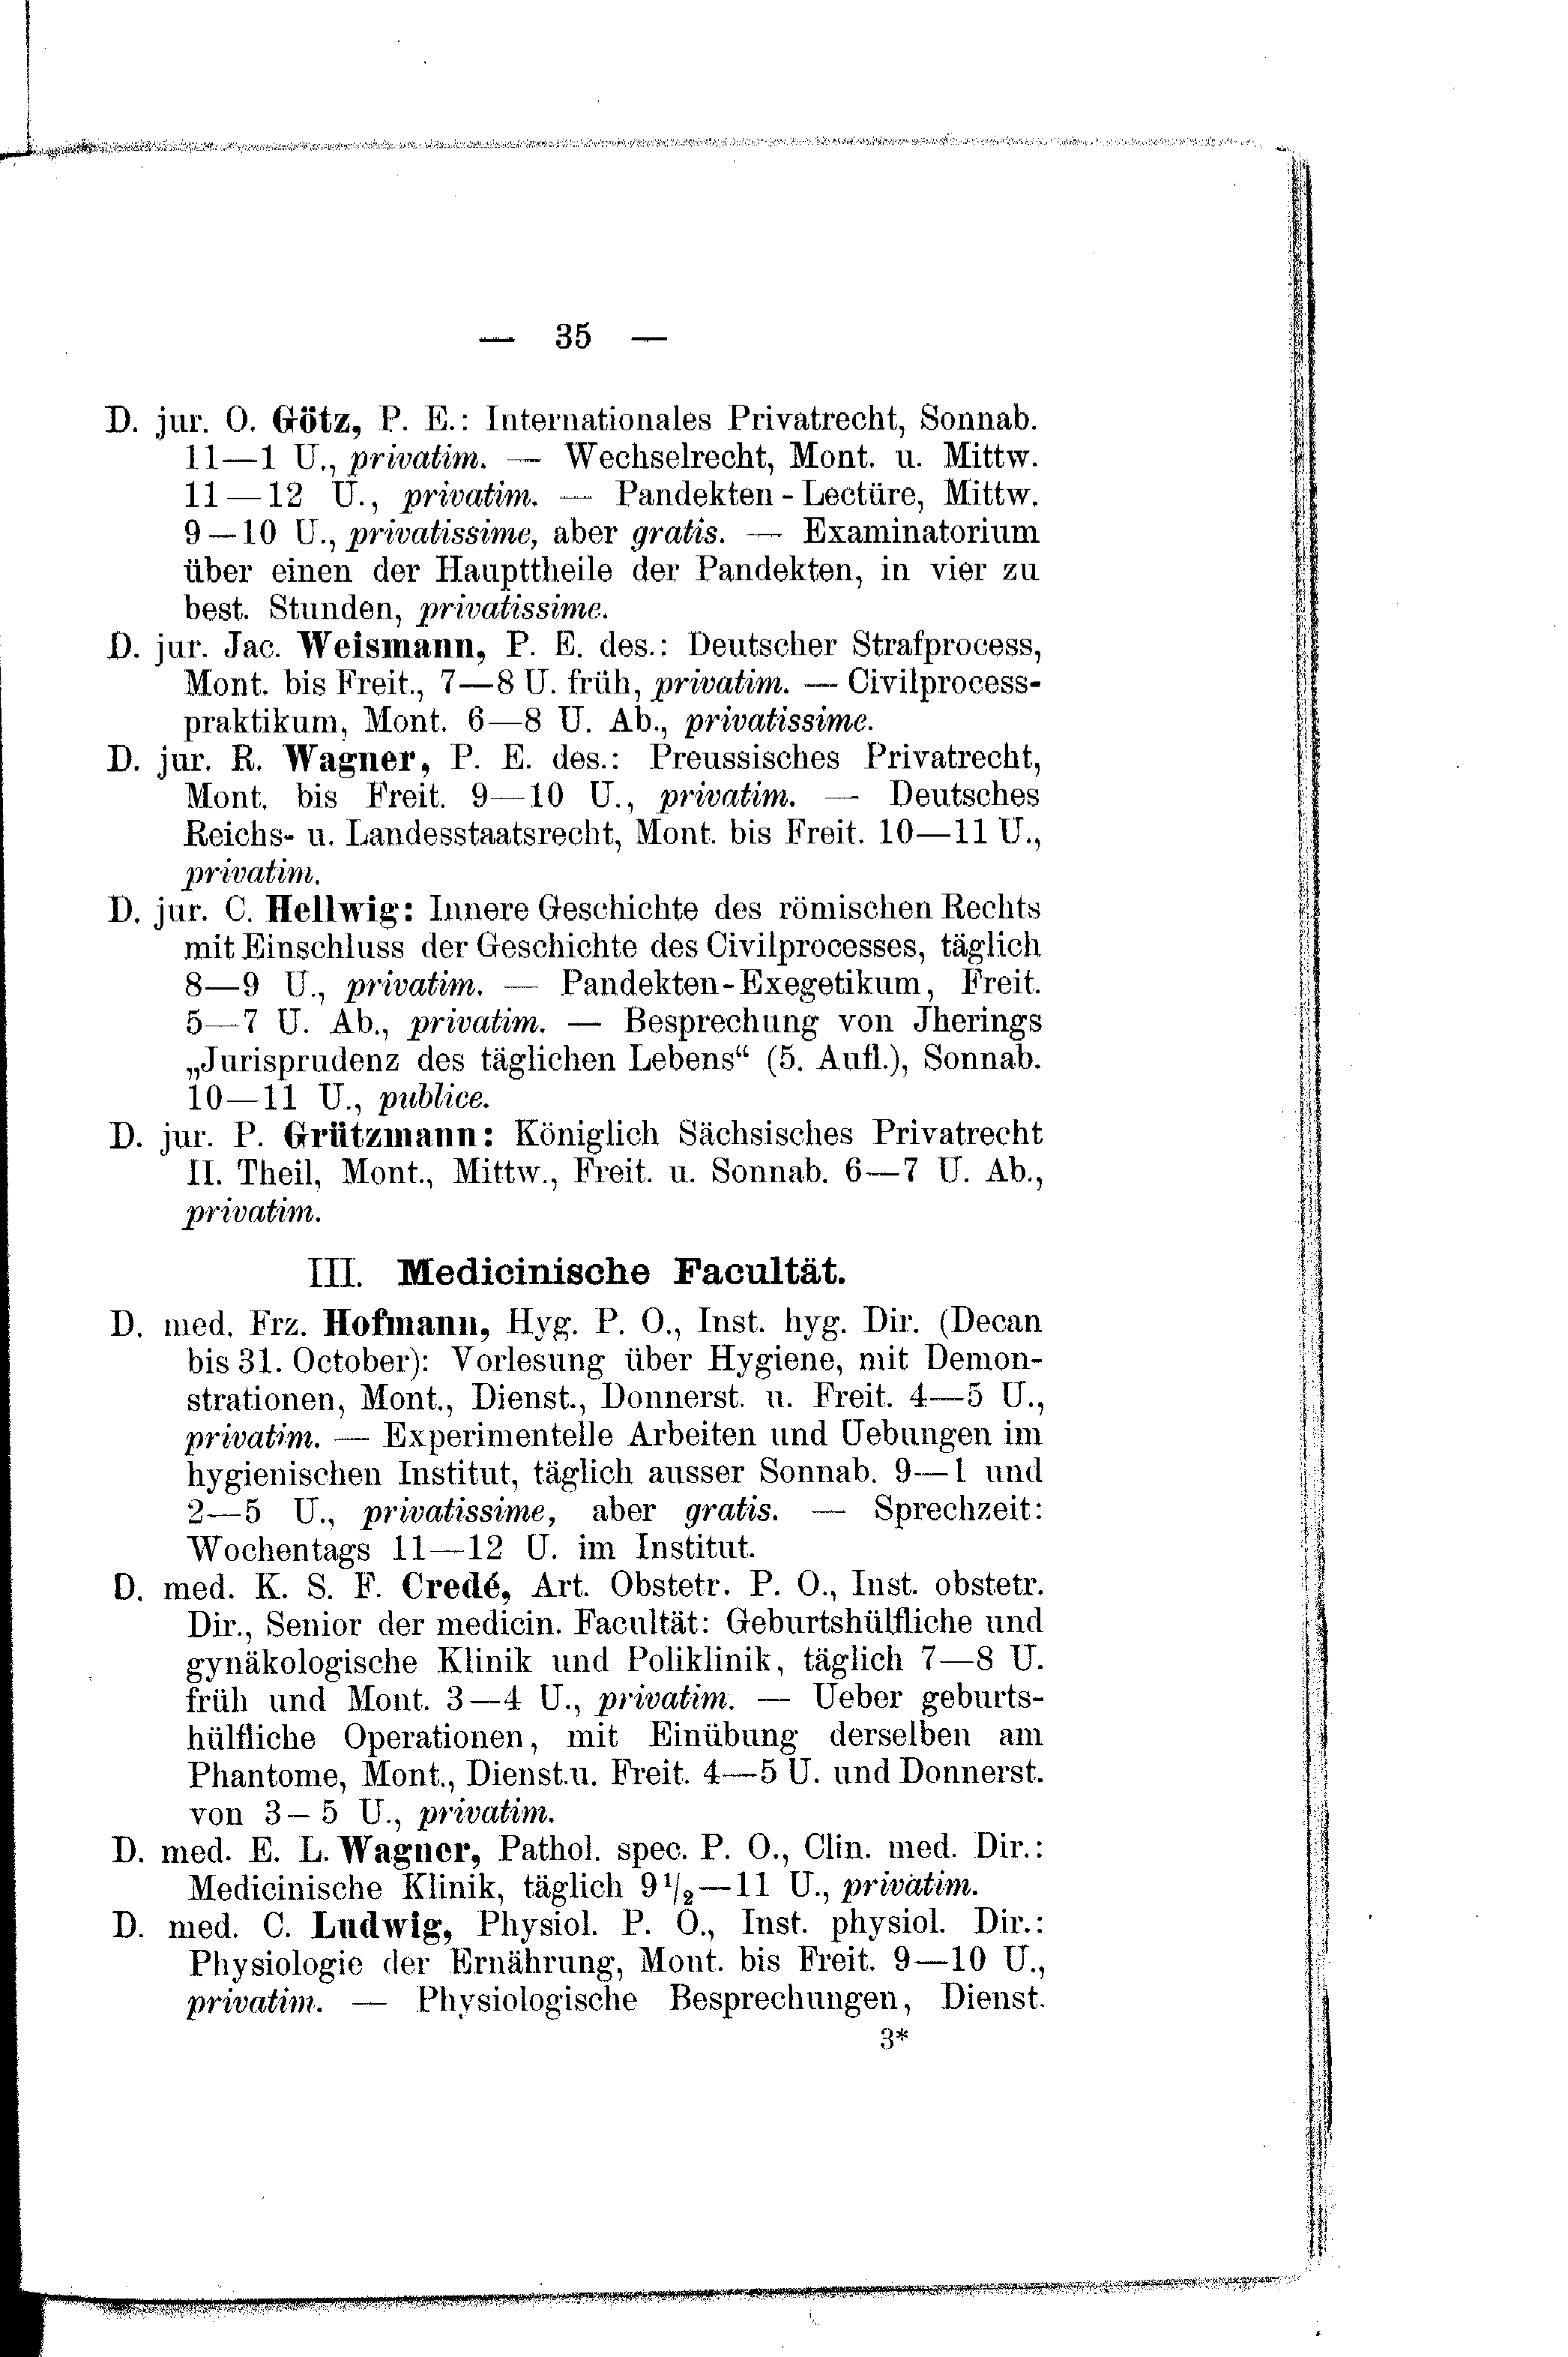 — 35 —
D. jur. O. Götz, P. E.: Internationales Privatrecht, Sonnab.
11—1 U., privatim. — Wechselrecht, Mont. u. Mittw.
11—12 U., privatim. — Pandekten-Lectüre, Mittw.
9—10 U., privatissime, aber gratis. — Examinatorium
über einen der Haupttheile der Pandekten, in vier zu
best. Stunden, privatissime.
D. jur. Jac. Weismann, P. E. des.: Deutscher Strafprocess,
Mont. bis Freit., 7—8 U. früh, privatim. — Civilprocess-
praktikum, Mont. 6—8 U. Ab., privatissime.
D. jur. R. Wagner, P. E. des.: Preussisches Privatrecht,
Mont. bis Freit. 9—10 U., privatim. — Deutsches
Reichs- u. Landesstaatsrecht, Mont. bis Freit. 10—11 U.,
privatim.
D. jur. C. Hellwig: Innere Geschichte des römischen Rechts
mit Einschluss der Geschichte des Civilprocesses, täglich
8—9 U., privatim. — Pandekten-Exegetikum, Freit.
5—7 U. Ab., privatim. — Besprechung von Jherings
„Jurisprudenz des täglichen Lebens“ (5. Aufl.), Sonnab.
10—11 U., publice.
D. jur. P. Grützmann: Königlich Sächsisches Privatrecht
II. Theil, Mont., Mittw., Freit. u. Sonnab. 6—7 U. Ab.,
privatim.
III. Medicinische Facultät.
D. med. Frz. Hofmann, Hyg. P. O., Inst. hyg. Dir. (Decan
bis 31. October): Vorlesung über Hygiene, mit Demon-
strationen, Mont., Dienst., Donnerst. u. Freit. 4—5 U.,
privatim. — Experimentelle Arbeiten und Uebungen im
hygienischen Institut, täglich ausser Sonnab. 9—1 und
2—5 U., privatissime, aber gratis. — Sprechzeit:
Wochentags 11—12 U. im Institut.
D. med. K. S. F. Credé, Art. Obstetr. P. O., Inst. obstetr.
Dir., Senior der medicin. Facultät: Geburtshülfliche und
gynäkologische Klinik und Poliklinik, täglich 7—8 U.
früh und Mont. 3—4 U., privatim. — Ueber geburts-
hülfliche Operationen, mit Einübung derselben am
Phantome, Mont., Dienst. u. Freit. 4—5 U. und Donnerst.
von 3—5 U., privatim.
D. med. E. L. Wagner, Pathol. spec. P. O., Clin. med. Dir.:
Medicinische Klinik, täglich 9 1/2—11 U., privatim.
D. med. C. Ludwig, Physiol. P. O., Inst. physiol. Dir.:
Physiologie der Ernährung, Mont. bis Freit. 9—10 U.,
privatim. — Physiologische Besprechungen, Dienst.
3*